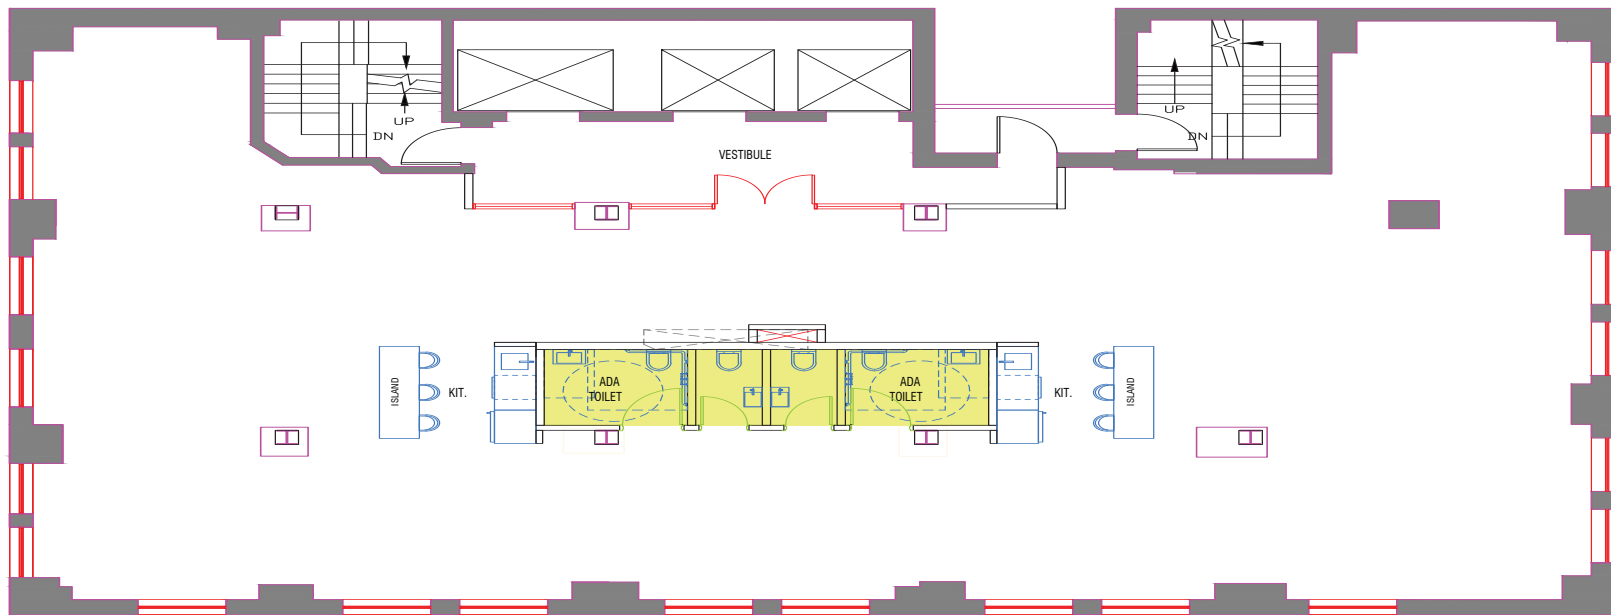 UP
DN
UP
DN
VESTIBULE
ISLAND
KIT.
ADA
TOILET
ADA
TOILET
KIT.
ISLAND